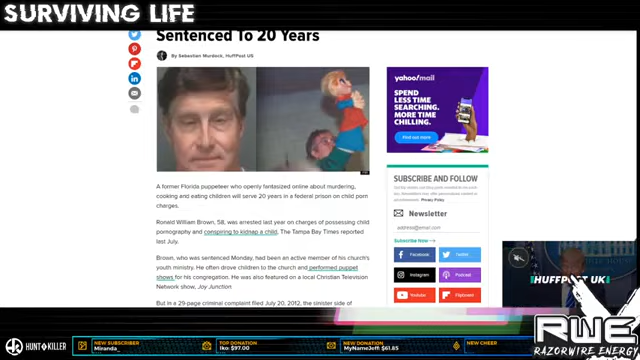 SURVIVING LIFE
Sentenced To 20 Years
By Sebastian Murdock, HuffPost US
yahoo!mail
SPEND
LESS TIME
SEARCHING.
MORE TIME
CHILLING.
Find out more
A former Florida puppeteer who openly fantasized online about murdering,
cooking and eating children will serve 20 years in a federal prison on child porn
charges.
Ronald William Brown, 58, was arrested last year on charges of possessing child
pornography and conspiring to kidnap a child. The Tampa Bay Times reported
last July.
Brown, who was sentenced Monday, had been an active member of his church's
youth ministry. He often drove children to the church and performed puppet
shows for his congregation. He was also featured on a local Christian Television
Network show, Joy Junction
But in a 29-page criminal complaint filed July 20, 2012, the sinister side of
SUBSCRIBE AND FOLLOW
Privacy Policy
Newsletter
address@email.com
Subscribe Now
Facebook
Twitter
Instagram
Podcast
YouTube
Flipboard
HUFFPOST UK
RWE
RAZORWIRE ENERGY
HUNT KILLER
NEW SUBSCRIBER
Miranda_
TOP DONATION
Iko: $97.00
NEW DONATION
MyNameJeff: $61.85
NEW CHEER